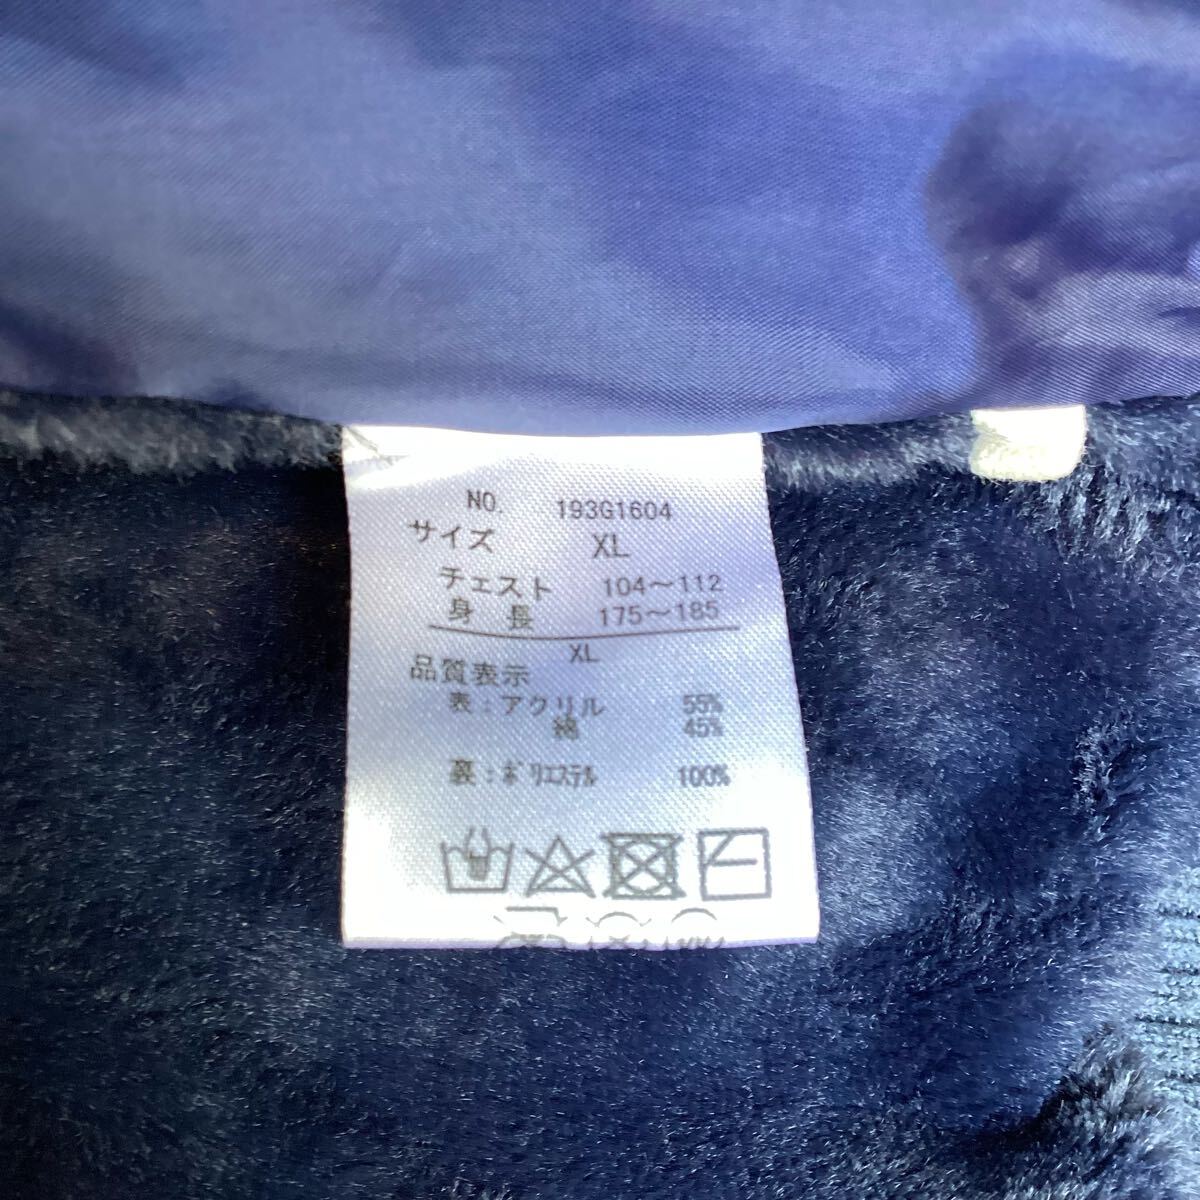 NO. 193G1604
サイズ XL
チェスト 104～112
身長 175～185
XL
品質表示
表：アクリル 55%
綿 45%
裏：ポリエステル 100%